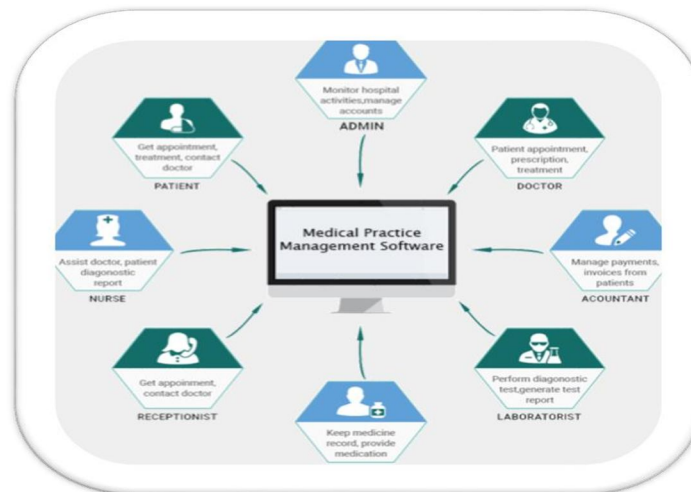 Monitor hospital
activities,manage
accounts
ADMIN
Get appointment,
treatment, contact
doctor
PATIENT
Patient appointment,
prescription,
treatment
DOCTOR
Medical Practice
Management Software
Assist doctor, patient
diagonostic
report
NURSE
Manage payments,
invoices from
patients
ACOUNTANT
Get appoinment,
contact doctor
RECEPTIONIST
Perform diagonostic
test,generate test
report
LABORATORIST
Keep medicine
record, provide
medication